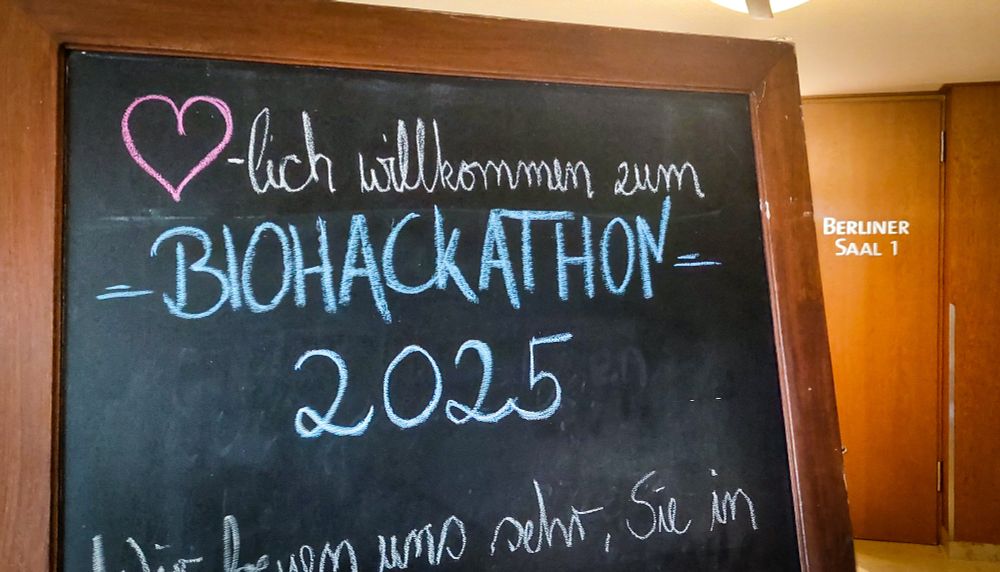 -lich willkommen zum
BIOHACKATHON
2025
Wir freuen uns sehr, Sie in
BERLINER
SAAL 1